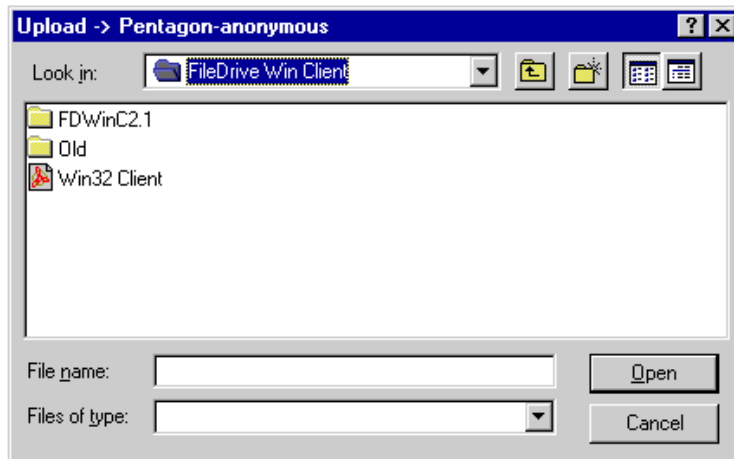 Upload -> Pentagon-anonymous
Look in: FileDrive Win Client
FDWinC2.1
Old
Win32 Client
File name: Open
Files of type: Cancel